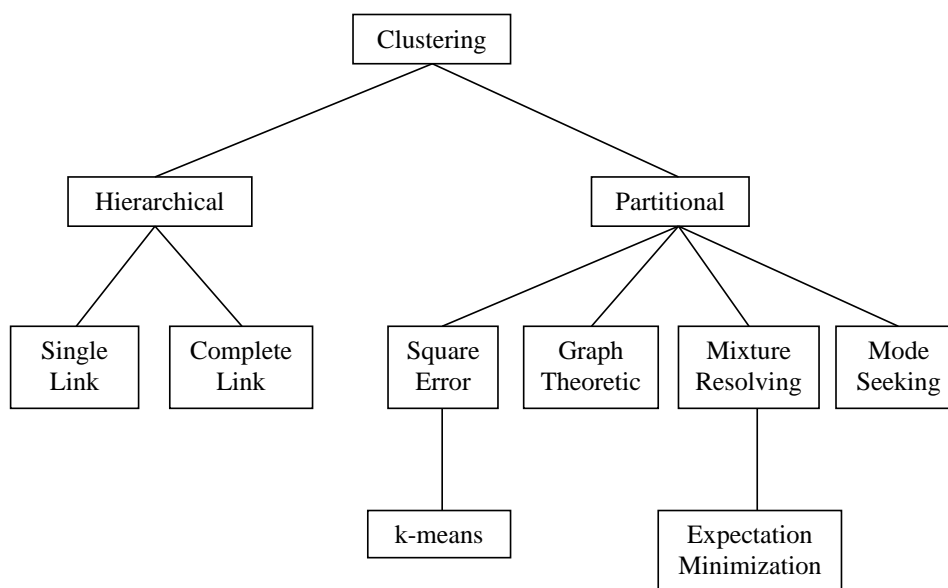 Clustering
Hierarchical
Partitional
Single
Link
Complete
Link
Square
Error
Graph
Theoretic
Mixture
Resolving
Mode
Seeking
k-means
Expectation
Minimization